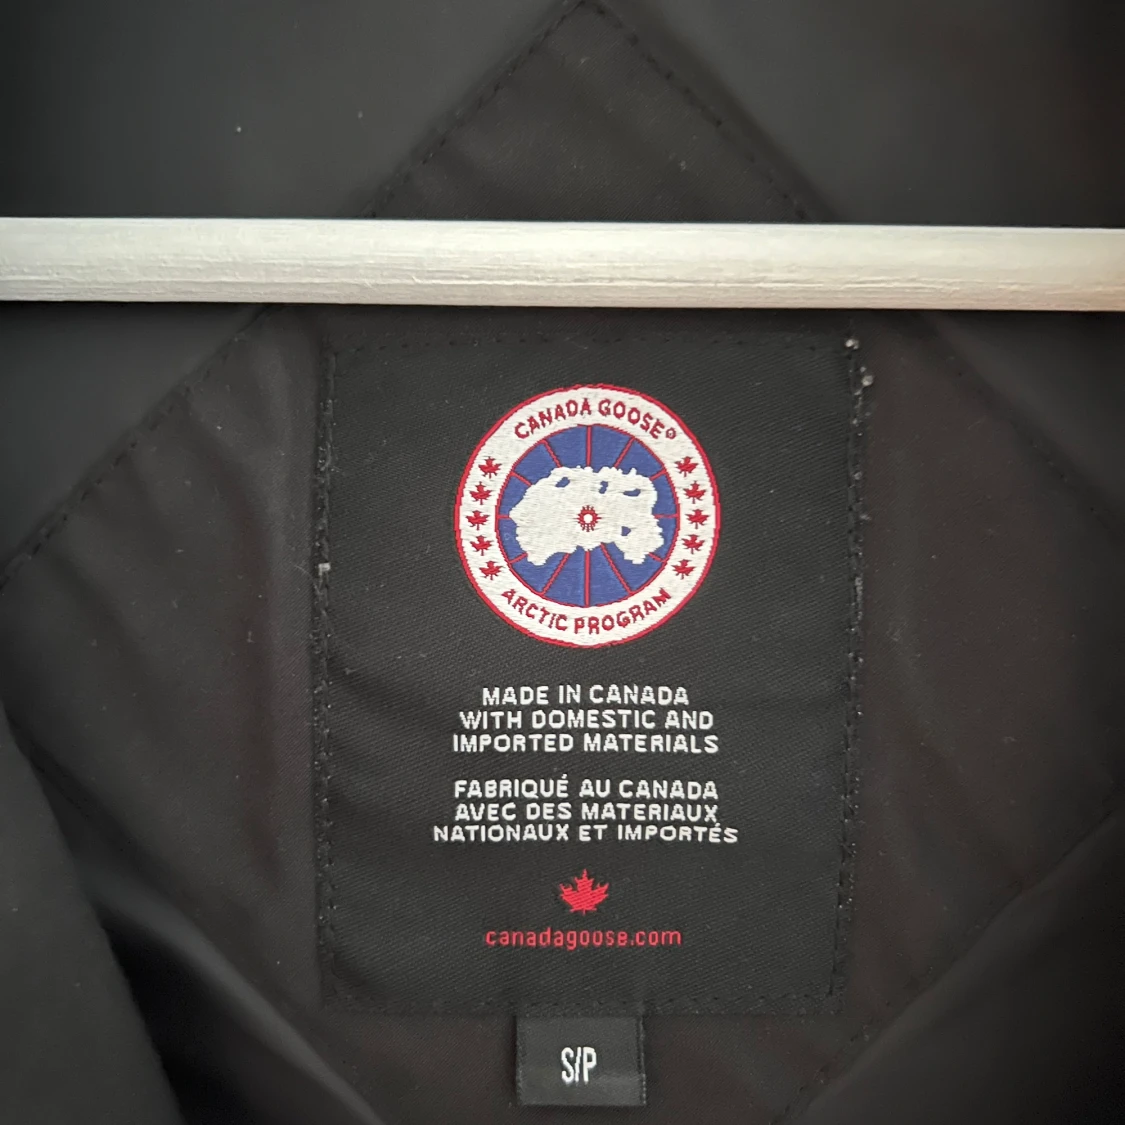 CANADA GOOSE®
ARCTIC PROGRAM
MADE IN CANADA
WITH DOMESTIC AND
IMPORTED MATERIALS
FABRIQUÉ AU CANADA
AVEC DES MATERIAUX
NATIONAUX ET IMPORTÉS
canadagoose.com
S/P